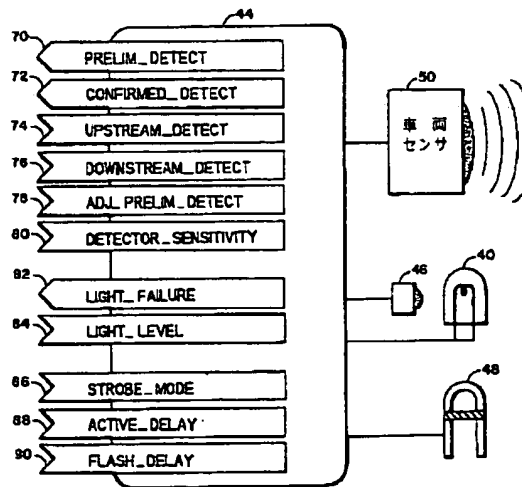 44
70
PRELIM_DETECT
72
CONFIRMED_DETECT
74
UPSTREAM_DETECT
76
DOWNSTREAM_DETECT
78
ADJ_PRELIM_DETECT
80
DETECTOR_SENSITIVITY
82
LIGHT_FAILURE
84
LIGHT_LEVEL
86
STROBE_MODE
88
ACTIVE_DELAY
90
FLASH_DELAY
50
車両
センサ
46
40
48